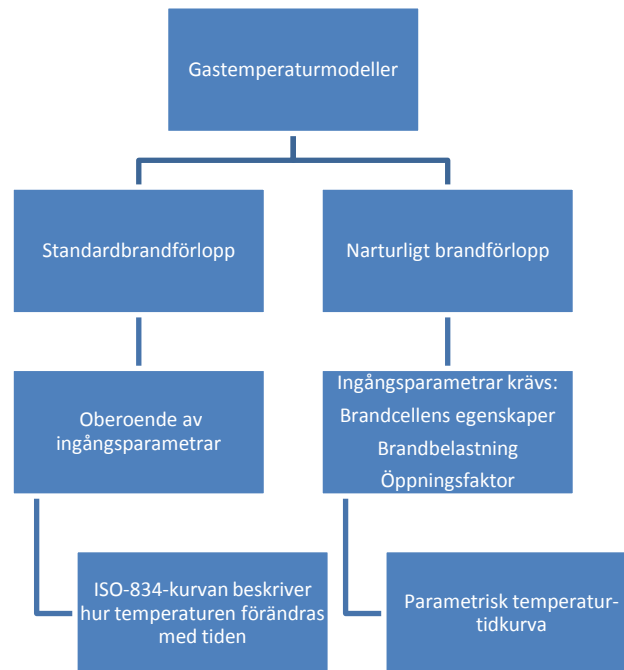 Gastemperaturmodeller
Standardbrandförlopp
Narturligt brandförlopp
Oberoende av
ingångsparametrar
Ingångsparametrar krävs:
Brandcellens egenskaper
Brandbelastning
Öppningsfaktor
ISO-834-kurvan beskriver
hur temperaturen förändras
med tiden
Parametrisk temperatur-
tidkurva